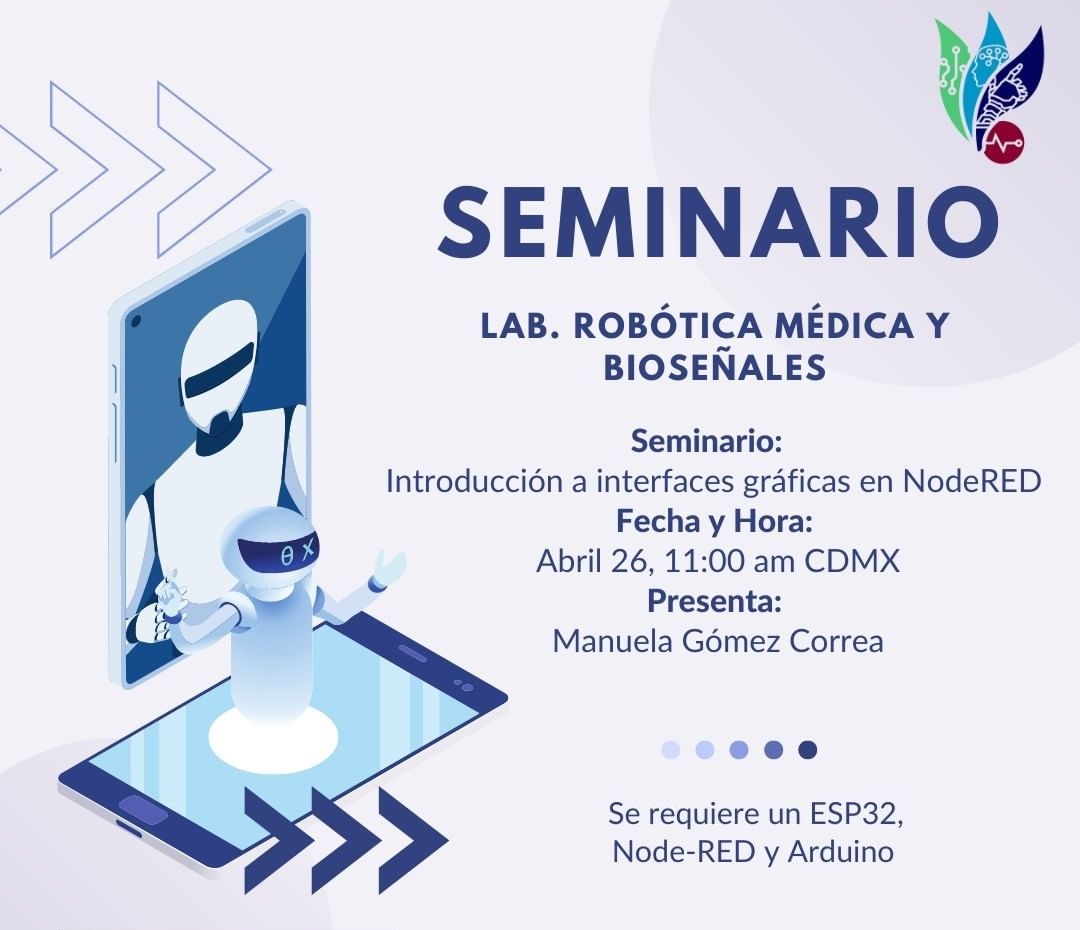 SEMINARIO
LAB. ROBÓTICA MÉDICA Y
BIOSEÑALES
Seminario:
Introducción a interfaces gráficas en NodeRED
Fecha y Hora:
Abril 26, 11:00 am CDMX
Presenta:
Manuela Gómez Correa
Se requiere un ESP32,
Node-RED y Arduino